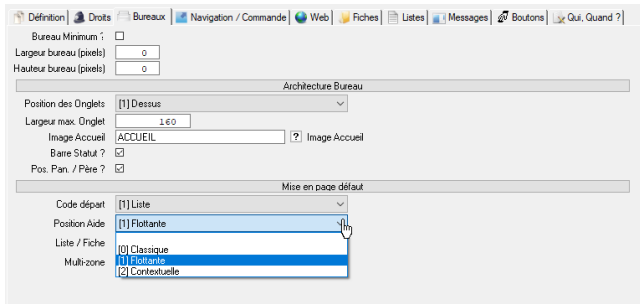 Définition Droits Bureaux Navigation / Commande Web Fiches Listes Messages Boutons Qui, Quand ?
Bureau Minimum ?
Largeur bureau (pixels) 0
Hauteur bureau (pixels) 0
Architecture Bureau
Position des Onglets [1] Dessus
Largeur max. Onglet 160
Image Accueil ACCUEIL ? Image Accueil
Barre Statut ?
Pos. Pan. / Père ?
Mise en page défaut
Code départ [1] Liste
Position Aide [1] Flottante
Liste / Fiche
[0] Classique
Multi-zone [1] Flottante
[2] Contextuelle